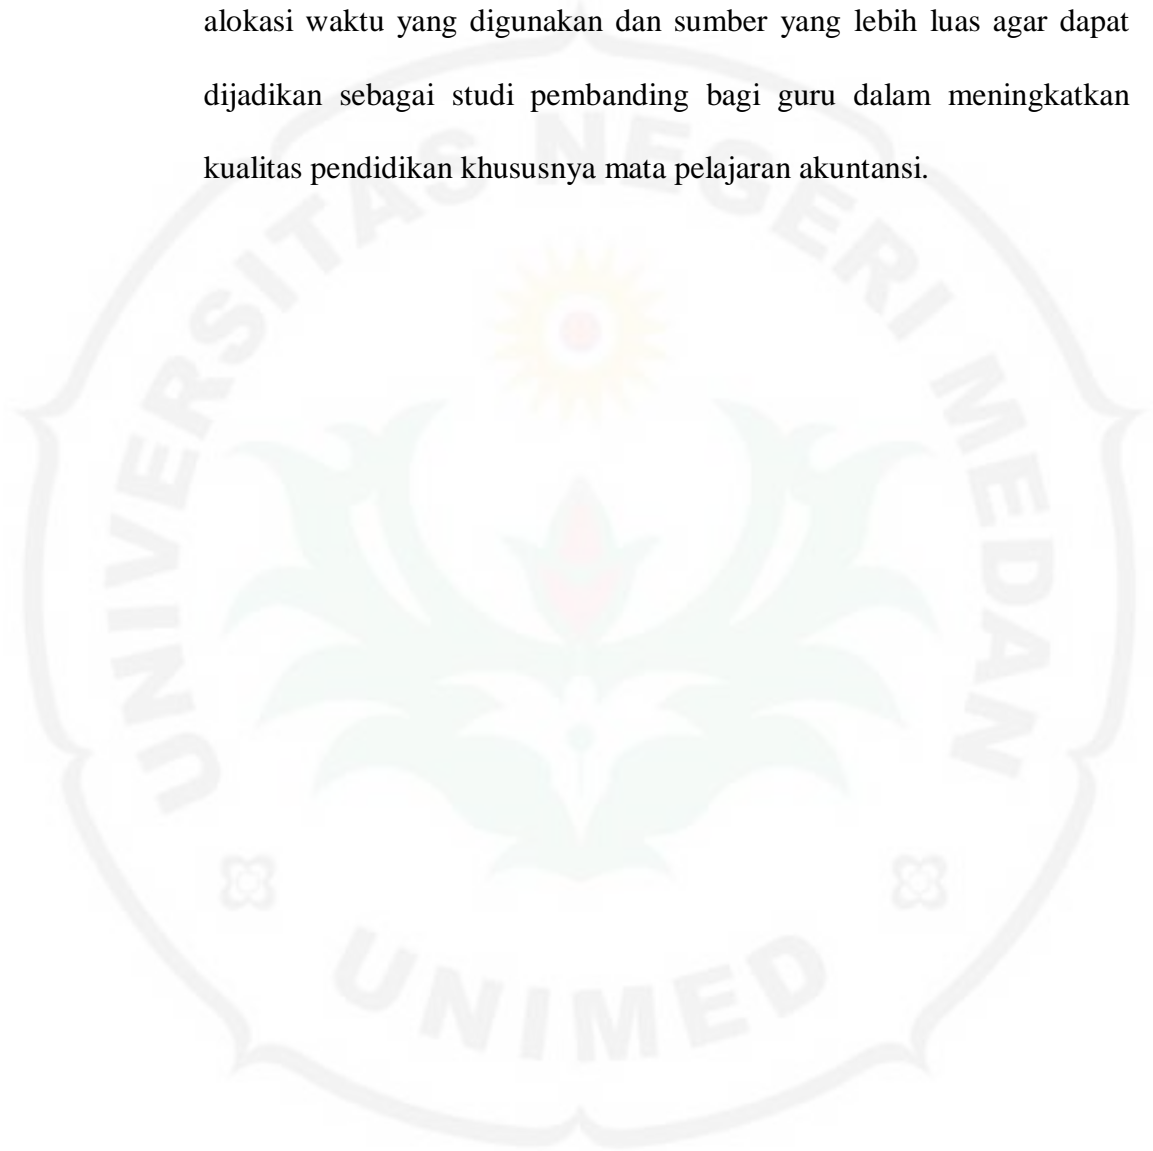 alokasi waktu yang digunakan dan sumber yang lebih luas agar dapat
dijadikan sebagai studi pembanding bagi guru dalam meningkatkan
kualitas pendidikan khususnya mata pelajaran akuntansi.
UNIVERSITAS NEGERI MEDAN
UNIMED